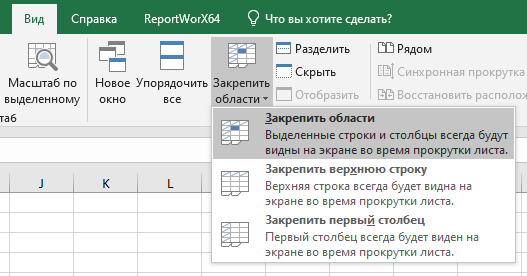 Вид Справка ReportWorX64 Что вы хотите сделать?
Масштаб по
выделенному
Новое
окно
Упорядочить
все
Закрепить
области
Разделить
Скрыть
Отобразить
Рядом
Синхронная прокрутка
Восстановить располо
таб
Закрепить области
Выделенные строки и столбцы всегда будут
видны на экране во время прокрутки листа.
Закрепить верхнюю строку
Верхняя строка всегда будет видна на
экране во время прокрутки листа.
Закрепить первый столбец
Первый столбец всегда будет виден на
экране во время прокрутки листа.
J K L